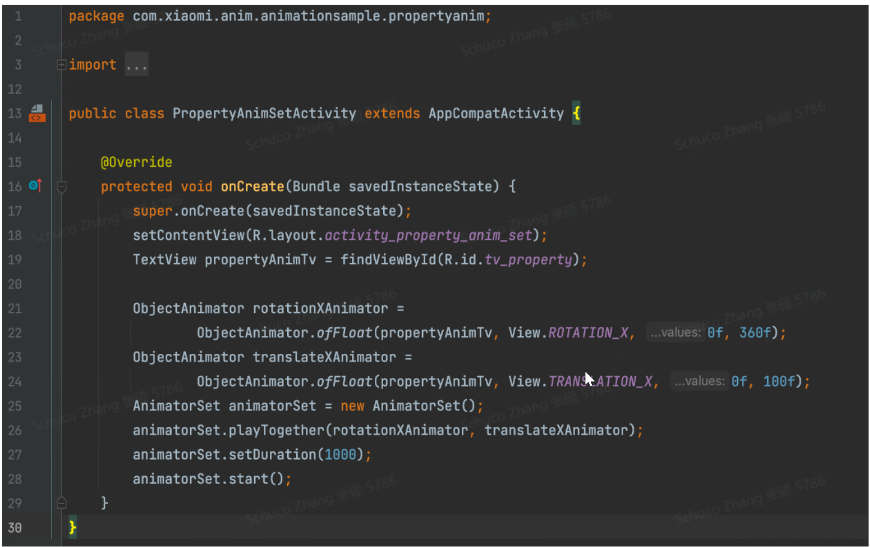 1 package com.xiaomi.anim.animationsample.propertyanim;
2
3 import ...
12
13 public class PropertyAnimSetActivity extends AppCompatActivity {
14
15 @Override
16 protected void onCreate(Bundle savedInstanceState) {
17 super.onCreate(savedInstanceState);
18 setContentView(R.layout.activity_property_anim_set);
19 TextView propertyAnimTv = findViewById(R.id.tv_property);
20
21 ObjectAnimator rotationXAnimator =
22 ObjectAnimator.ofFloat(propertyAnimTv, View.ROTATION_X, ...values: 0f, 360f);
23 ObjectAnimator translateXAnimator =
24 ObjectAnimator.ofFloat(propertyAnimTv, View.TRANSLATION_X, ...values: 0f, 100f);
25 AnimatorSet animatorSet = new AnimatorSet();
26 animatorSet.playTogether(rotationXAnimator, translateXAnimator);
27 animatorSet.setDuration(1000);
28 animatorSet.start();
29 }
30 }
Schuco Zhang 张硕 5786